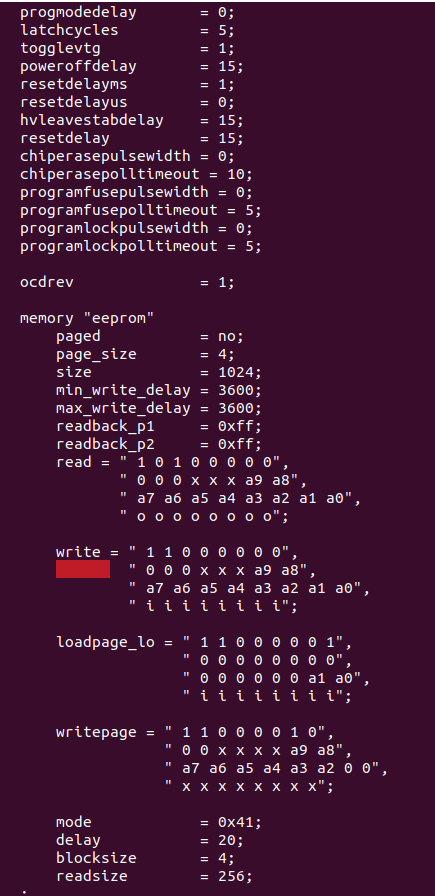 progmodedelay       = 0;
latchcycles         = 5;
togglevtg           = 1;
poweroffdelay       = 15;
resetdelayms        = 1;
resetdelayus        = 0;
hvleavestabdelay    = 15;
resetdelay          = 15;
chiperasepulsewidth = 0;
chiperasepolltimeout = 10;
programfusepulsewidth = 0;
programfusepolltimeout = 5;
programlockpulsewidth = 0;
programlockpolltimeout = 5;

ocdrev              = 1;

memory "eeprom"
    paged           = no;
    page_size       = 4;
    size            = 1024;
    min_write_delay = 3600;
    max_write_delay = 3600;
    readback_p1     = 0xff;
    readback_p2     = 0xff;
    read = " 1 0 1 0 0 0 0 0",
           " 0 0 0 x x x a9 a8",
           " a7 a6 a5 a4 a3 a2 a1 a0",
           " o o o o o o o o";

    write = " 1 1 0 0 0 0 0 0",
            " 0 0 0 x x x a9 a8",
            " a7 a6 a5 a4 a3 a2 a1 a0",
            " i i i i i i i i";

    loadpage_lo = " 1 1 0 0 0 0 0 1",
                  " 0 0 0 0 0 0 0 0",
                  " 0 0 0 0 0 0 a1 a0",
                  " i i i i i i i i";

    writepage = " 1 1 0 0 0 0 1 0",
                " 0 0 x x x x a9 a8",
                " a7 a6 a5 a4 a3 a2 0 0",
                " x x x x x x x x";

    mode            = 0x41;
    delay           = 20;
    blocksize       = 4;
    readsize        = 256;